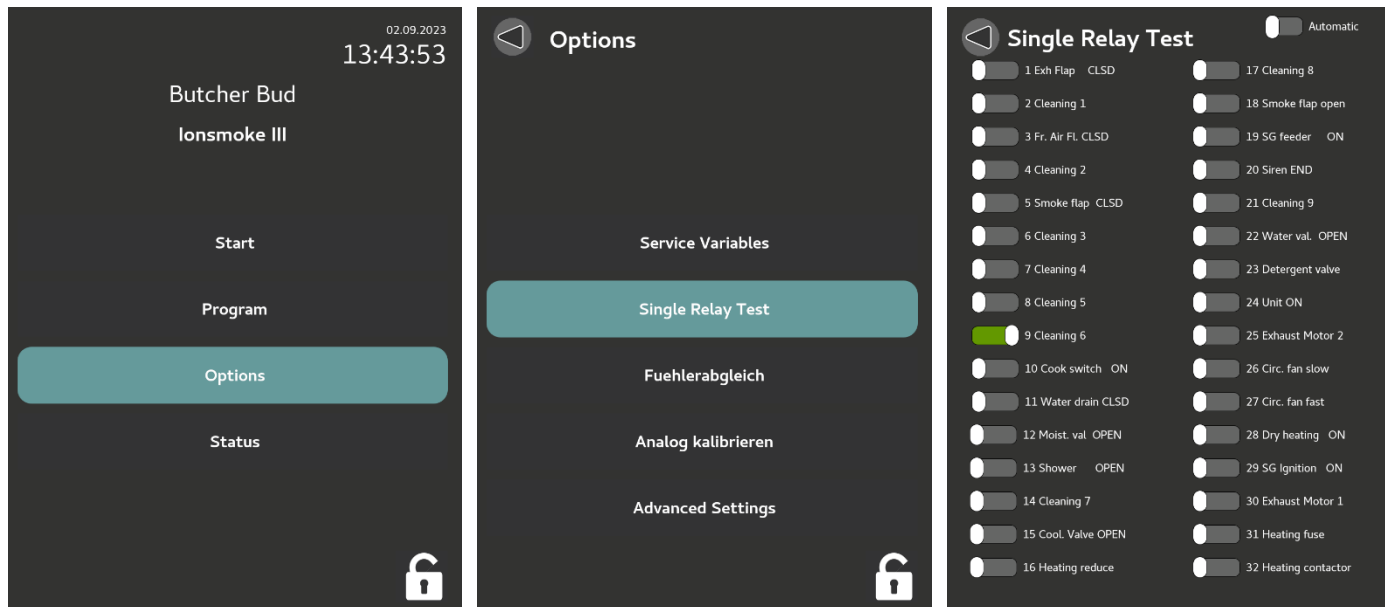 02.09.2023
13:43:53
Butcher Bud
Ionsmoke III
Start
Program
Options
Status
Options
Service Variables
Single Relay Test
Fuehlerabgleich
Analog kalibrieren
Advanced Settings
Single Relay Test
Automatic
1 Exh Flap CLSD
2 Cleaning 1
3 Fr. Air Fl. CLSD
4 Cleaning 2
5 Smoke flap CLSD
6 Cleaning 3
7 Cleaning 4
8 Cleaning 5
9 Cleaning 6
10 Cook switch ON
11 Water drain CLSD
12 Moist. val OPEN
13 Shower OPEN
14 Cleaning 7
15 Cool. Valve OPEN
16 Heating reduce
17 Cleaning 8
18 Smoke flap open
19 SG feeder ON
20 Siren END
21 Cleaning 9
22 Water val. OPEN
23 Detergent valve
24 Unit ON
25 Exhaust Motor 2
26 Circ. fan slow
27 Circ. fan fast
28 Dry heating ON
29 SG Ignition ON
30 Exhaust Motor 1
31 Heating fuse
32 Heating contactor